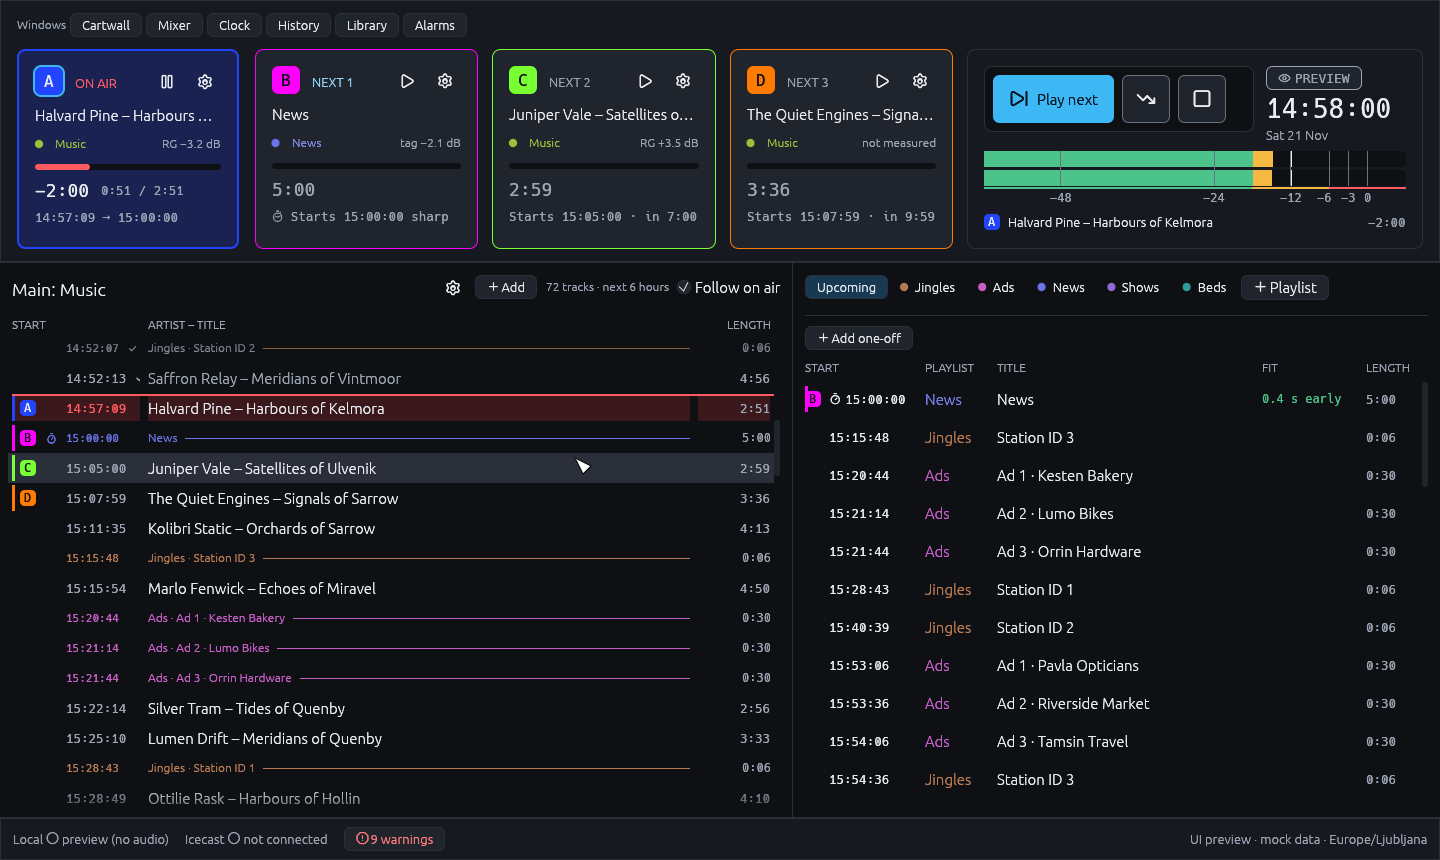 Windows Cartwall Mixer Clock History Library Alarms
A ON AIR
Halvard Pine – Harbours ...
Music RG −3.2 dB
−2:00 0:51 / 2:51
14:57:09 → 15:00:00
B NEXT 1
News
News tag −2.1 dB
5:00
Starts 15:00:00 sharp
C NEXT 2
Juniper Vale – Satellites o...
Music RG +3.5 dB
2:59
Starts 15:05:00 · in 7:00
D NEXT 3
The Quiet Engines – Signa...
Music not measured
3:36
Starts 15:07:59 · in 9:59
Play next
PREVIEW
14:58:00
Sat 21 Nov
−48 −24 −12 −6 −3 0
A Halvard Pine – Harbours of Kelmora −2:00
Main: Music + Add 72 tracks · next 6 hours Follow on air
START ARTIST – TITLE LENGTH
14:52:07 Jingles · Station ID 2 0:06
14:52:13 Saffron Relay – Meridians of Vintmoor 4:56
A 14:57:09 Halvard Pine – Harbours of Kelmora 2:51
B 15:00:00 News 5:00
C 15:05:00 Juniper Vale – Satellites of Ulvenik 2:59
D 15:07:59 The Quiet Engines – Signals of Sarrow 3:36
15:11:35 Kolibri Static – Orchards of Sarrow 4:13
15:15:48 Jingles · Station ID 3 0:06
15:15:54 Marlo Fenwick – Echoes of Miravel 4:50
15:20:44 Ads · Ad 1 · Kesten Bakery 0:30
15:21:14 Ads · Ad 2 · Lumo Bikes 0:30
15:21:44 Ads · Ad 3 · Orrin Hardware 0:30
15:22:14 Silver Tram – Tides of Quenby 2:56
15:25:10 Lumen Drift – Meridians of Quenby 3:33
15:28:43 Jingles · Station ID 1 0:06
15:28:49 Ottilie Rask – Harbours of Hollin 4:10
Upcoming Jingles Ads News Shows Beds + Playlist
+ Add one-off
START PLAYLIST TITLE FIT LENGTH
B 15:00:00 News News 0.4 s early 5:00
15:15:48 Jingles Station ID 3 0:06
15:20:44 Ads Ad 1 · Kesten Bakery 0:30
15:21:14 Ads Ad 2 · Lumo Bikes 0:30
15:21:44 Ads Ad 3 · Orrin Hardware 0:30
15:28:43 Jingles Station ID 1 0:06
15:40:39 Jingles Station ID 2 0:06
15:53:06 Ads Ad 1 · Pavla Opticians 0:30
15:53:36 Ads Ad 2 · Riverside Market 0:30
15:54:06 Ads Ad 3 · Tamsin Travel 0:30
15:54:36 Jingles Station ID 3 0:06
Local preview (no audio) Icecast not connected 9 warnings UI preview · mock data · Europe/Ljubljana